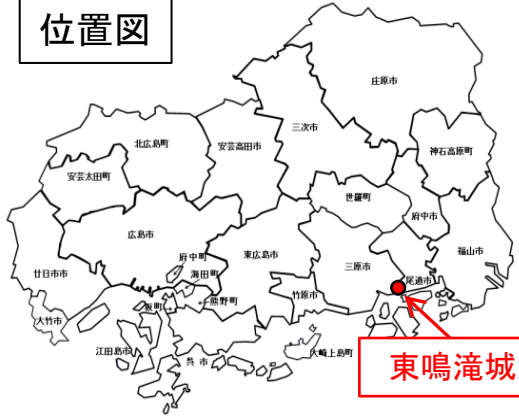 位置図
庄原市
三次市
北広島町
安芸高田市
神石高原町
安芸太田町
世羅町
府中市
広島市
東広島市
三原市
福山市
府中町
海田町
尾道市
廿日市市
竹原市
坂町
熊野町
大竹市
江田島市
呉市
大崎上島町
東鳴滝城